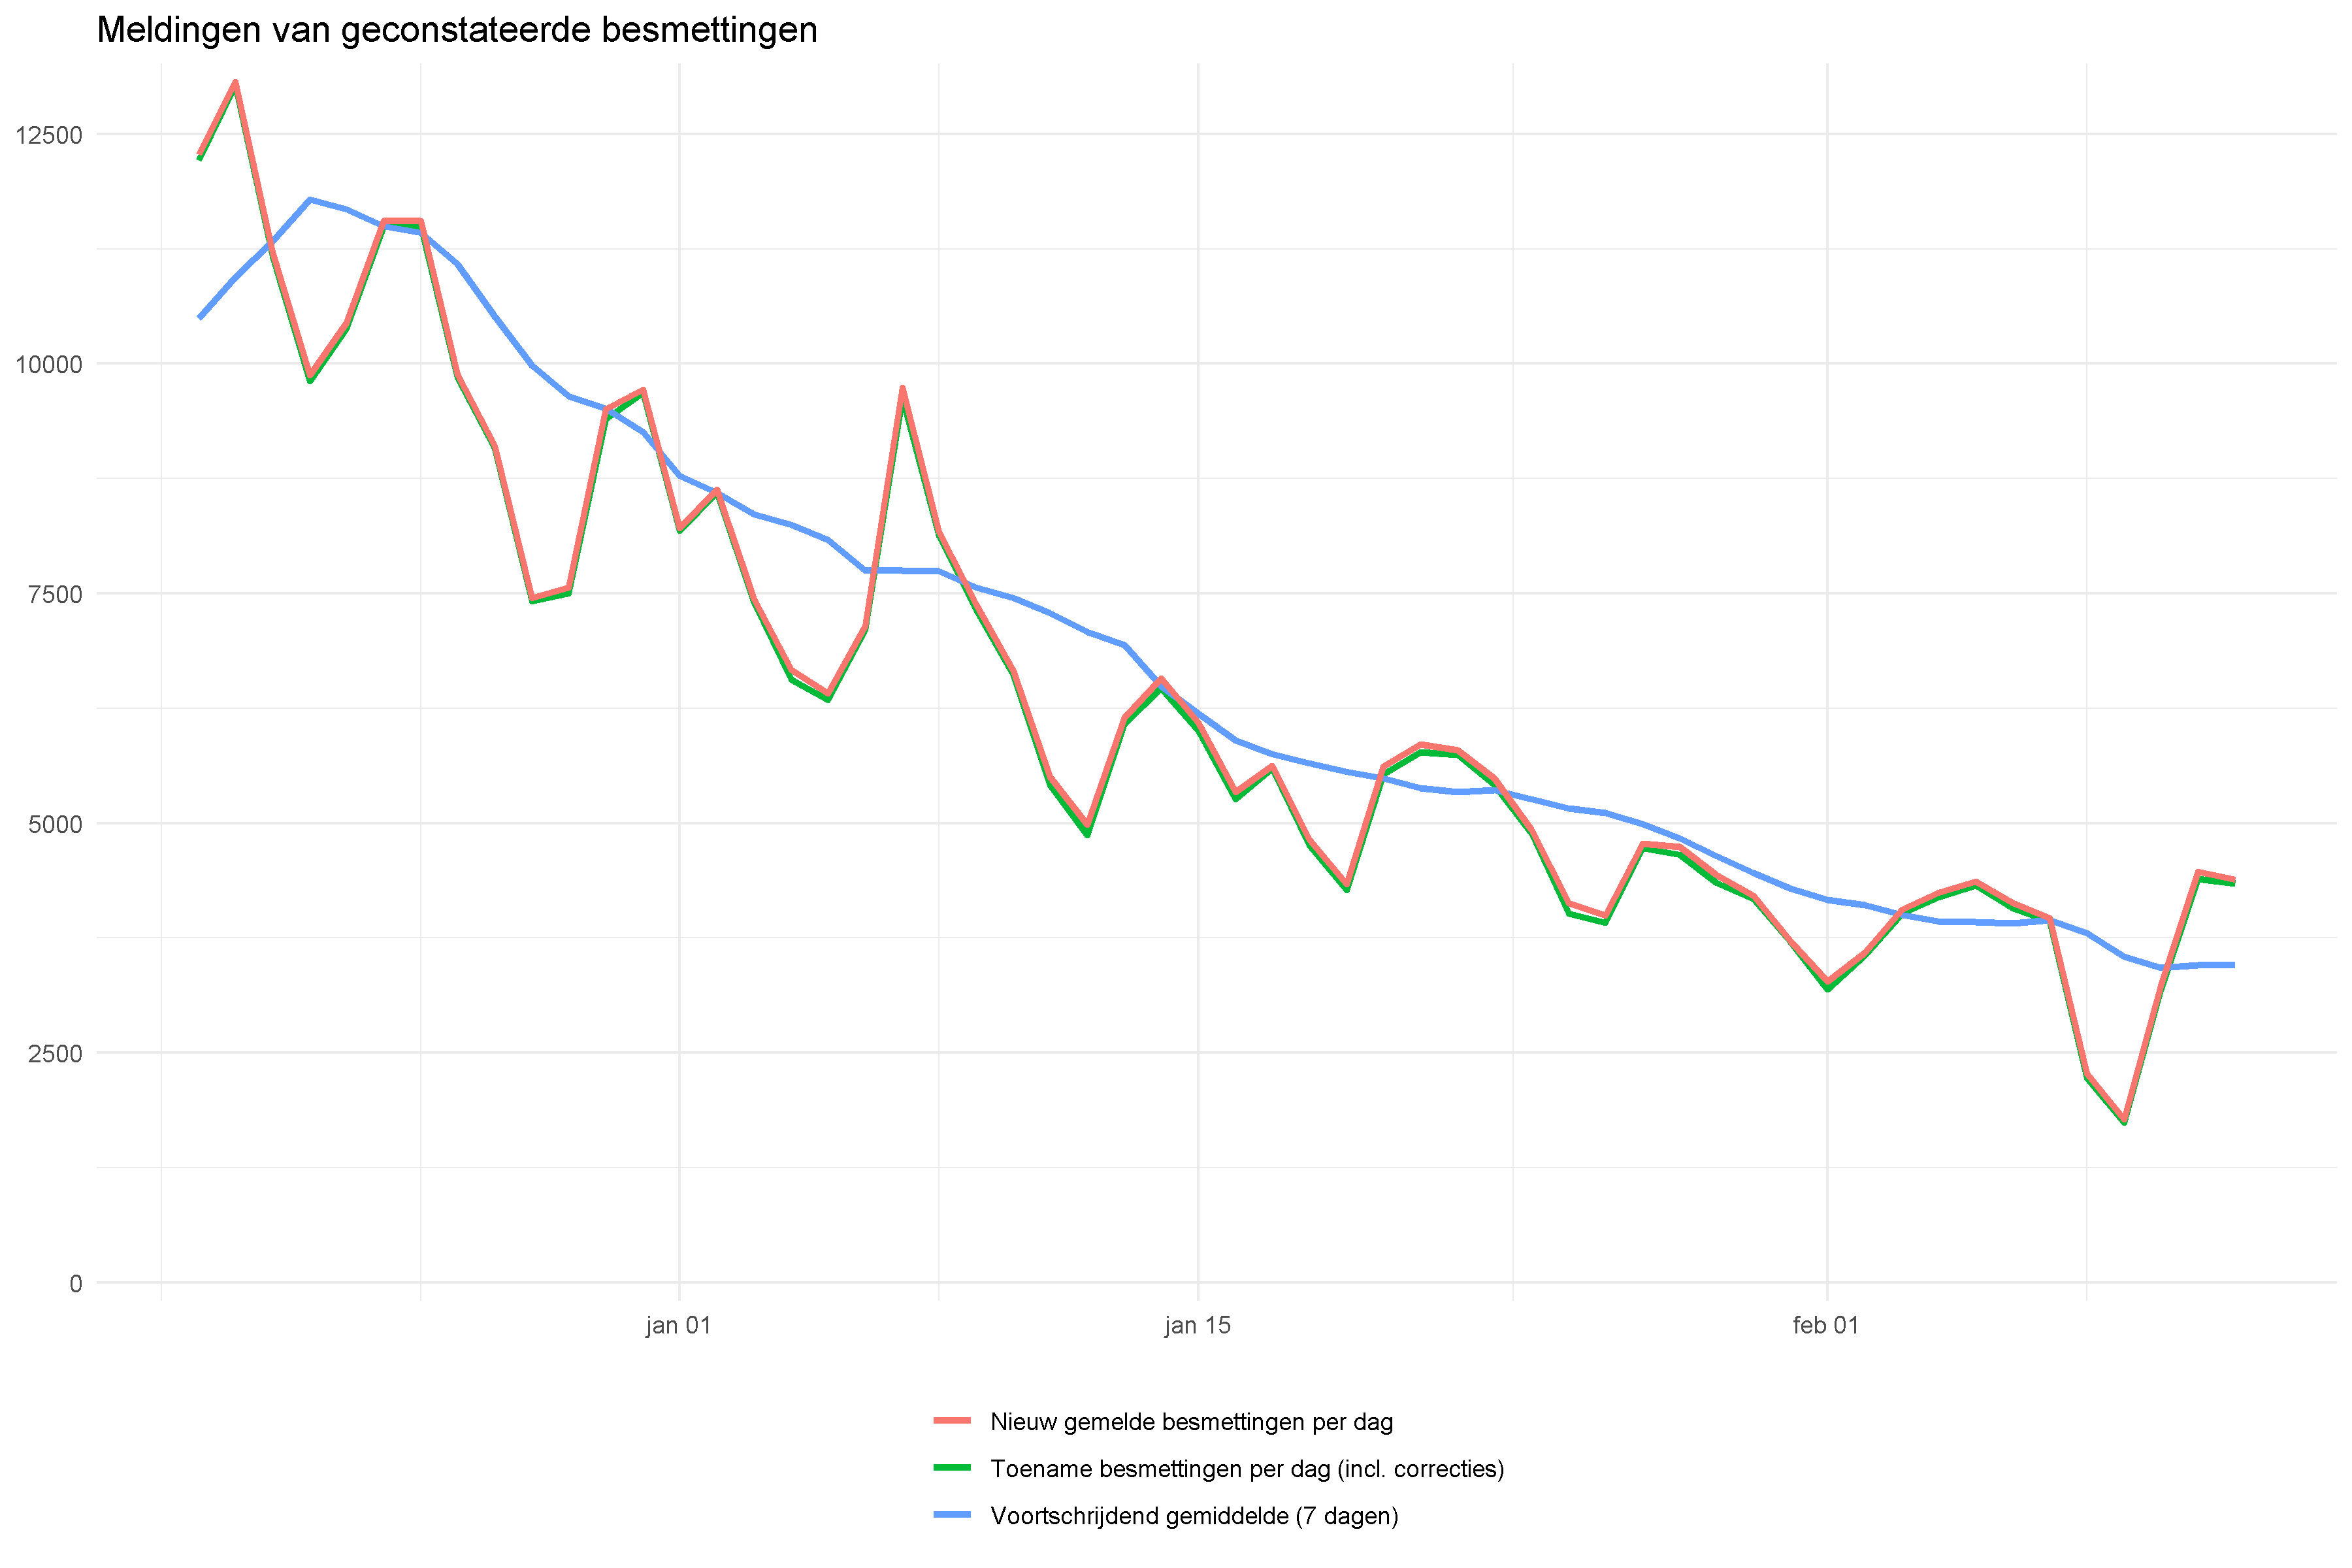 Meldingen van geconstateerde besmettingen
12500
10000
7500
5000
2500
0
jan 01 jan 15 feb 01
Nieuw gemelde besmettingen per dag
Toename besmettingen per dag (incl. correcties)
Voortschrijdend gemiddelde (7 dagen)